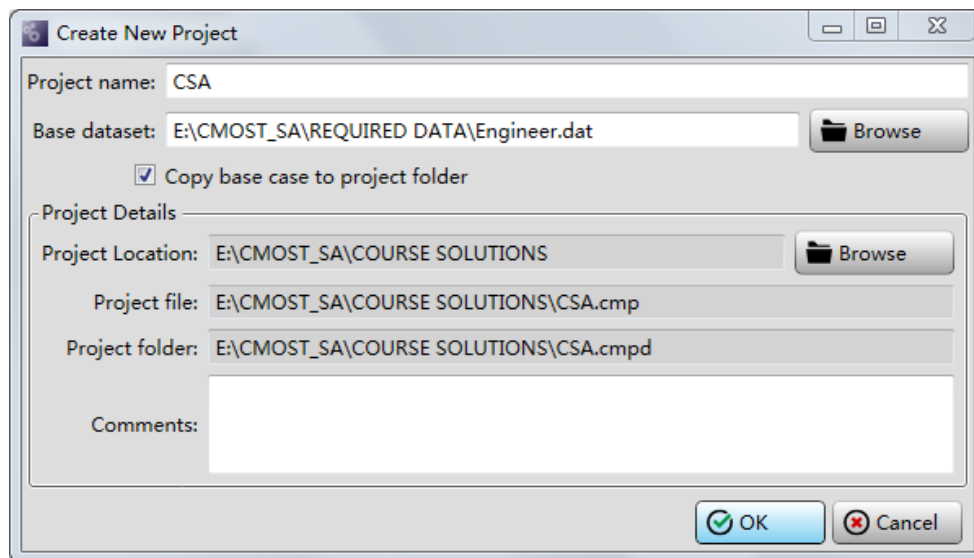 Create New Project
Project name: CSA
Base dataset: E:\CMOST_SA\REQUIRED DATA\Engineer.dat Browse
Copy base case to project folder
Project Details
Project Location: E:\CMOST_SA\COURSE SOLUTIONS Browse
Project file: E:\CMOST_SA\COURSE SOLUTIONS\CSA.cmp
Project folder: E:\CMOST_SA\COURSE SOLUTIONS\CSA.cmpd
Comments:
OK Cancel